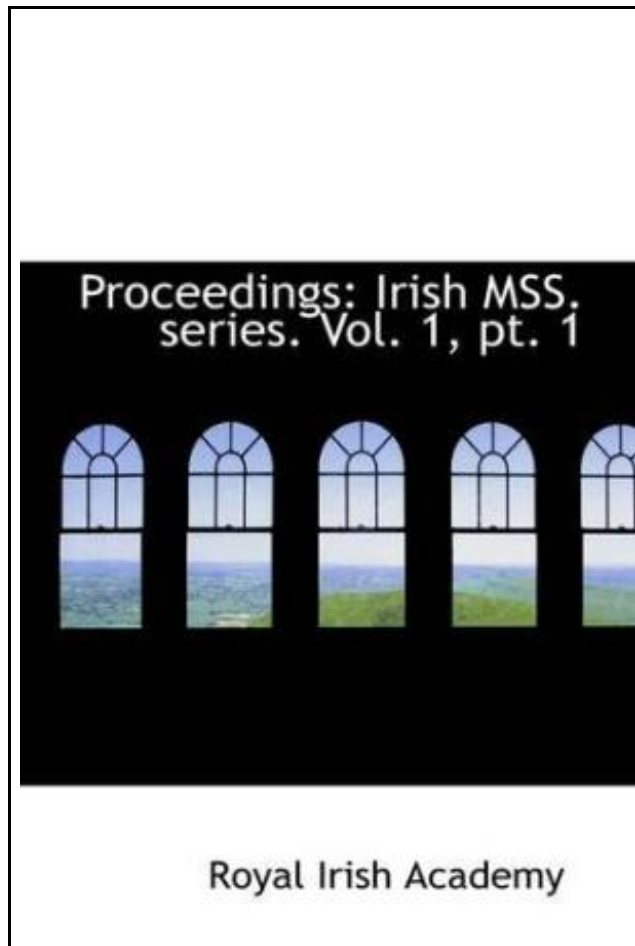 Proceedings: Irish MSS.
series. Vol. 1, pt. 1
Royal Irish Academy